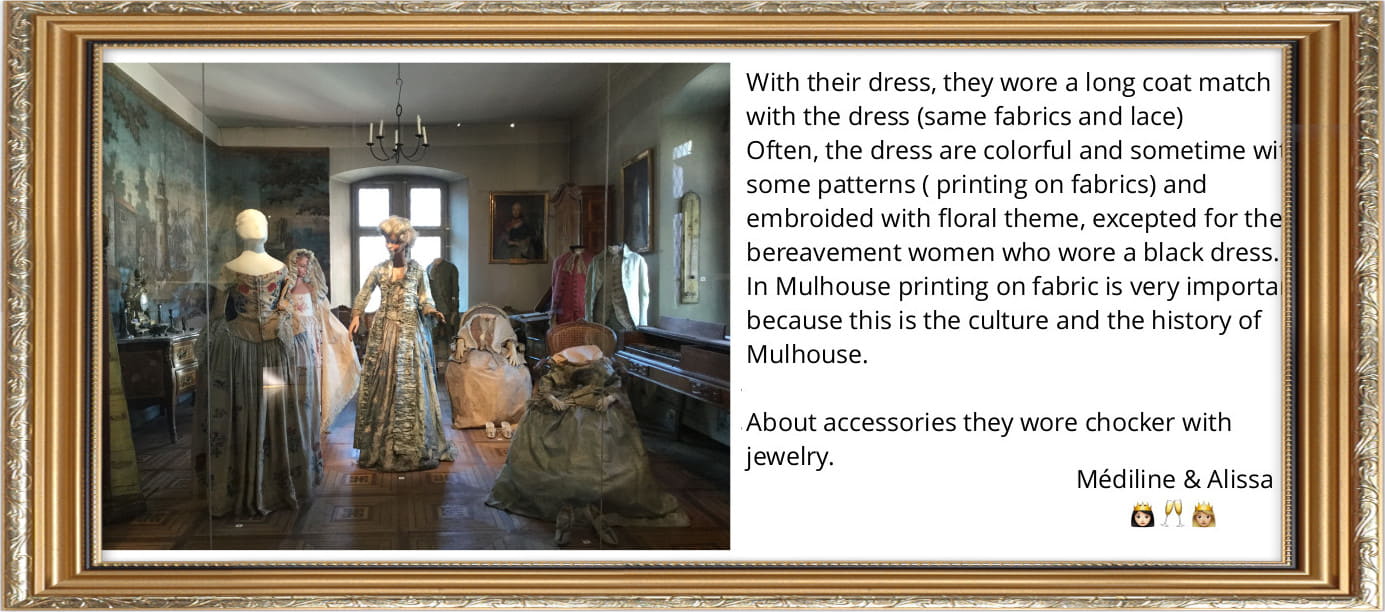 With their dress, they wore a long coat match
with the dress (same fabrics and lace)
Often, the dress are colorful and sometime wit
some patterns ( printing on fabrics) and
embroided with floral theme, excepted for the
bereavement women who wore a black dress.
In Mulhouse printing on fabric is very importa
because this is the culture and the history of
Mulhouse.
About accessories they wore chocker with
jewelry.
Médiline & Alissa